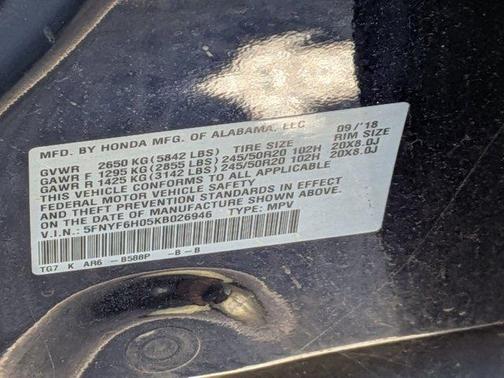 MFD. BY HONDA MFG. OF ALABAMA, LLC 09/'18
GVWR 2650 KG (5842 LBS) TIRE SIZE RIM SIZE
GAWR F 1295 KG (2855 LBS) 245/50R20 102H 20X8.0J
GAWR R 1425 KG (3142 LBS) 245/50R20 102H 20X8.0J
THIS VEHICLE CONFORMS TO ALL APPLICABLE
FEDERAL MOTOR VEHICLE SAFETY
AND THEFT PREVENTION STANDARDS IN EFFECT
ON THE DATE OF MANUFACTURE SHOWN ABOVE.
V.I.N.: 5FNYF6H05KB026946 TYPE: MPV
TG7 K AR6 - B588P -B - B